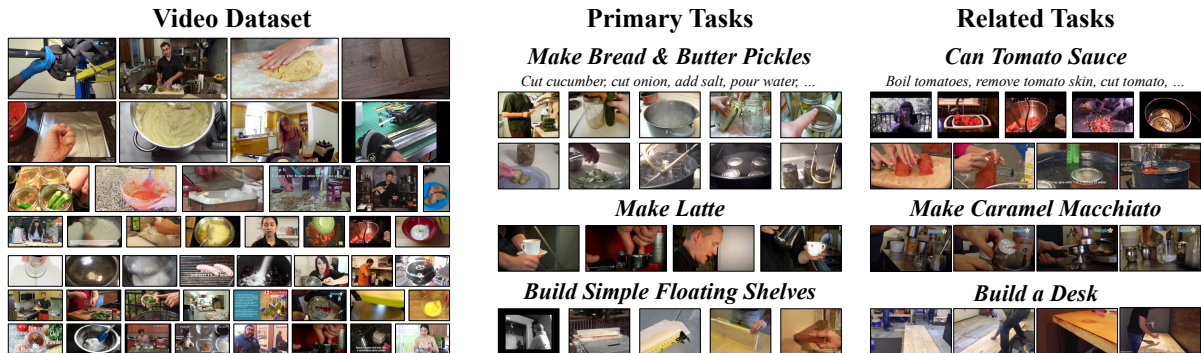 Video Dataset
Primary Tasks
Make Bread & Butter Pickles
Cut cucumber, cut onion, add salt, pour water, …
Make Latte
Build Simple Floating Shelves
Related Tasks
Can Tomato Sauce
Boil tomatoes, remove tomato skin, cut tomato, …
Make Caramel Macchiato
Build a Desk